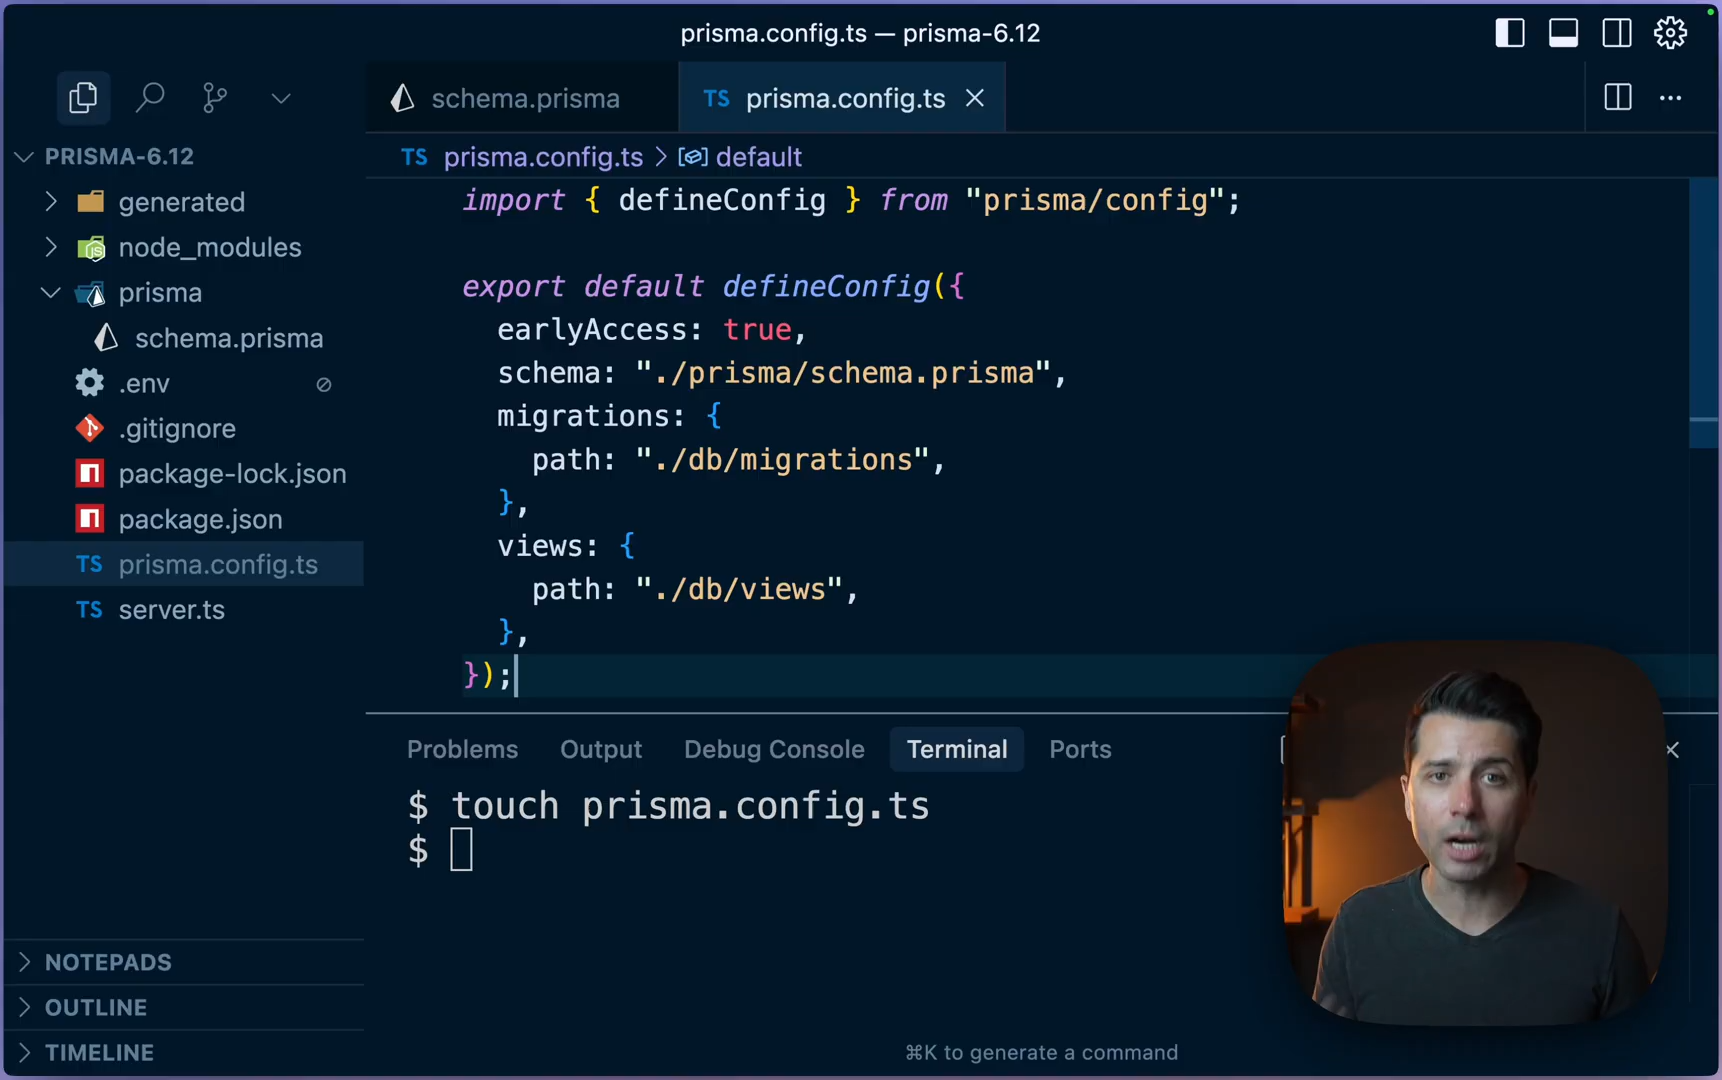 prisma.config.ts — prisma-6.12
schema.prisma
TS prisma.config.ts
PRISMA-6.12
generated
node_modules
prisma
schema.prisma
.env
.gitignore
package-lock.json
package.json
TS prisma.config.ts
TS server.ts
NOTEPADS
OUTLINE
TIMELINE
TS prisma.config.ts > default
import { defineConfig } from "prisma/config";
export default defineConfig({
earlyAccess: true,
schema: "./prisma/schema.prisma",
migrations: {
path: "./db/migrations",
},
views: {
path: "./db/views",
},
});
Problems Output Debug Console Terminal Ports
$ touch prisma.config.ts
$
⌘K to generate a command